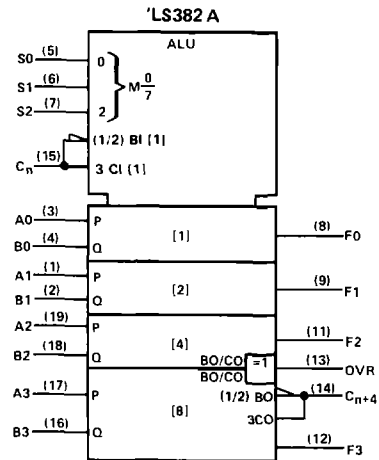 'LS382 A
ALU
S0 (5) 0
S1 (6) M 0/7
S2 (7) 2
(1/2) BI [1]
Cn (15) 3 CI [1]
A0 (3) P
B0 (4) Q [1] (8) F0
A1 (1) P
B1 (2) Q [2] (9) F1
A2 (19) P
B2 (18) Q [4] (11) F2
BO/CO =1 (13) OVR
BO/CO
(1/2) BO (14) Cn+4
A3 (17) P
3CO
B3 (16) Q [8] (12) F3